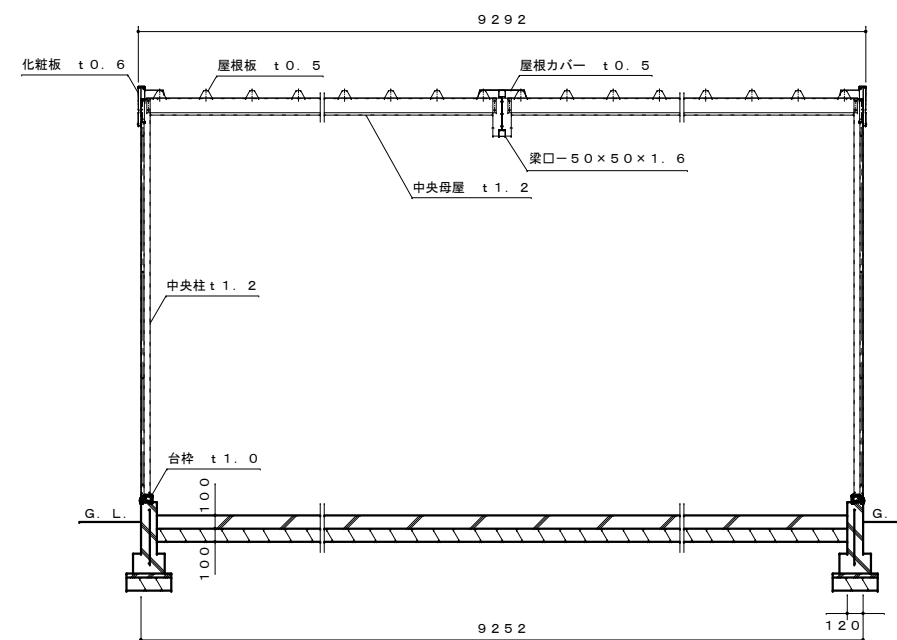 ９２９２
化粧板　ｔ０．６
屋根板　ｔ０．５
屋根カバー　ｔ０．５
梁ロ－５０×５０×１．６
中央母屋　ｔ１．２
中央柱ｔ１．２
台枠　ｔ１．０
１００
Ｇ．Ｌ．
Ｇ．
１００
１２０
９２５２